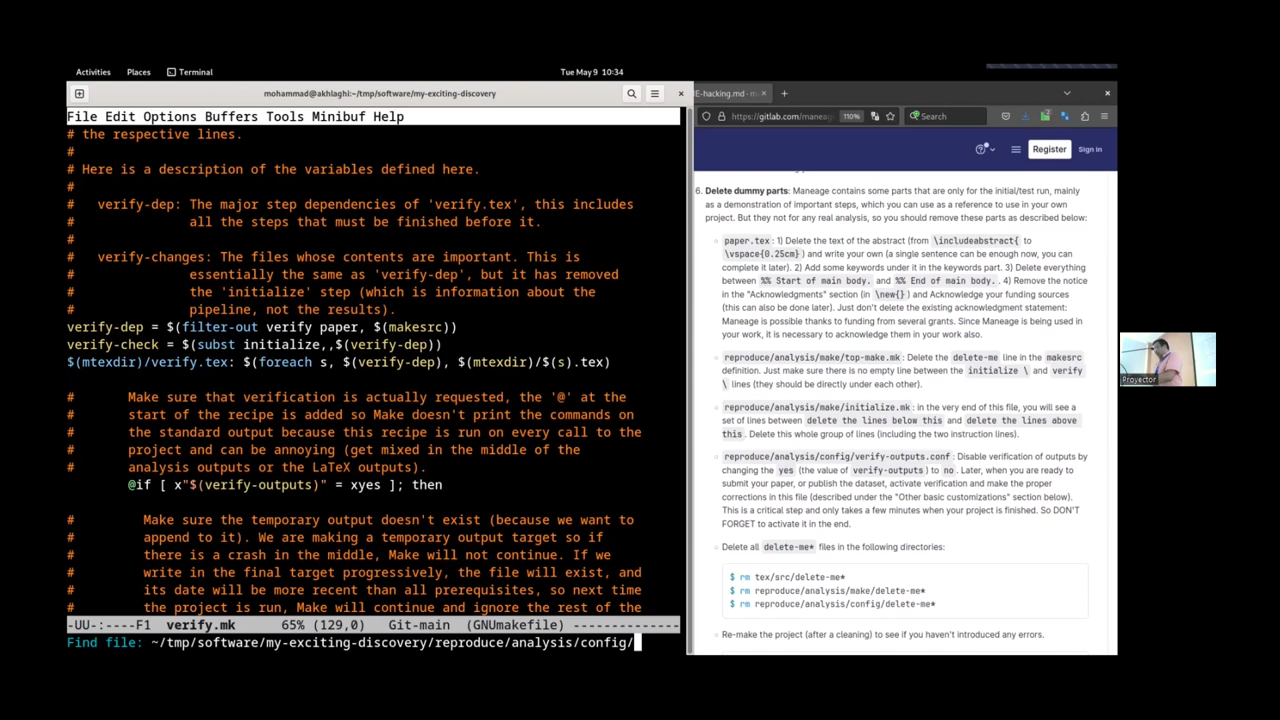 Activities Places Terminal Tue May 9 10:34
mohammad@akhlaghi:~/tmp/software/my-exciting-discovery
File Edit Options Buffers Tools Minibuf Help
# the respective lines.
#
# Here is a description of the variables defined here.
#
#   verify-dep: The major step dependencies of 'verify.tex', this includes
#               all the steps that must be finished before it.
#
#   verify-changes: The files whose contents are important. This is
#               essentially the same as 'verify-dep', but it has removed
#               the 'initialize' step (which is information about the
#               pipeline, not the results).
verify-dep = $(filter-out verify paper, $(makesrc))
verify-check = $(subst initialize,,$(verify-dep))
$(mtexdir)/verify.tex: $(foreach s, $(verify-dep), $(mtexdir)/$(s).tex)
#       Make sure that verification is actually requested, the '@' at the
#       start of the recipe is added so Make doesn't print the commands on
#       the standard output because this recipe is run on every call to the
#       project and can be annoying (get mixed in the middle of the
#       analysis outputs or the LaTeX outputs).
        @if [ x"$(verify-outputs)" = xyes ]; then
#         Make sure the temporary output doesn't exist (because we want to
#         append to it). We are making a temporary output target so if
#         there is a crash in the middle, Make will not continue. If we
#         write in the final target progressively, the file will exist, and
#         its date will be more recent than all prerequisites, so next time
#         the project is run, Make will continue and ignore the rest of the
-UU-:----F1  verify.mk      65% (129,0)    Git-main  (GNUmakefile) --------------
Find file: ~/tmp/software/my-exciting-discovery/reproduce/analysis/config/
E-hacking.md - m
https://gitlab.com/manea 110% Search
Register Sign in
6. Delete dummy parts: Maneage contains some parts that are only for the initial/test run, mainly
as a demonstration of important steps, which you can use as a reference to use in your own
project. But they not for any real analysis, so you should remove these parts as described below:
paper.tex : 1) Delete the text of the abstract (from \includeabstract{ to
\vspace{0.25cm} ) and write your own (a single sentence can be enough now, you can
complete it later). 2) Add some keywords under it in the keywords part. 3) Delete everything
between %% Start of main body. and %% End of main body. . 4) Remove the notice
in the "Acknowledgments" section (in \new{} ) and Acknowledge your funding sources
(this can also be done later). Just don't delete the existing acknowledgment statement:
Maneage is possible thanks to funding from several grants. Since Maneage is being used in
your work, it is necessary to acknowledge them in your work also.
reproduce/analysis/make/top-make.mk : Delete the delete-me line in the makesrc
definition. Just make sure there is no empty line between the initialize \ and verify
\ lines (they should be directly under each other).
reproduce/analysis/make/initialize.mk : in the very end of this file, you will see a
set of lines between delete the lines below this and delete the lines above
this . Delete this whole group of lines (including the two instruction lines).
reproduce/analysis/config/verify-outputs.conf : Disable verification of outputs by
changing the yes (the value of verify-outputs ) to no . Later, when you are ready to
submit your paper, or publish the dataset, activate verification and make the proper
corrections in this file (described under the "Other basic customizations" section below).
This is a critical step and only takes a few minutes when your project is finished. So DON'T
FORGET to activate it in the end.
Delete all delete-me* files in the following directories:
$ rm tex/src/delete-me*
$ rm reproduce/analysis/make/delete-me*
$ rm reproduce/analysis/config/delete-me*
Re-make the project (after a cleaning) to see if you haven't introduced any errors.
Proyector